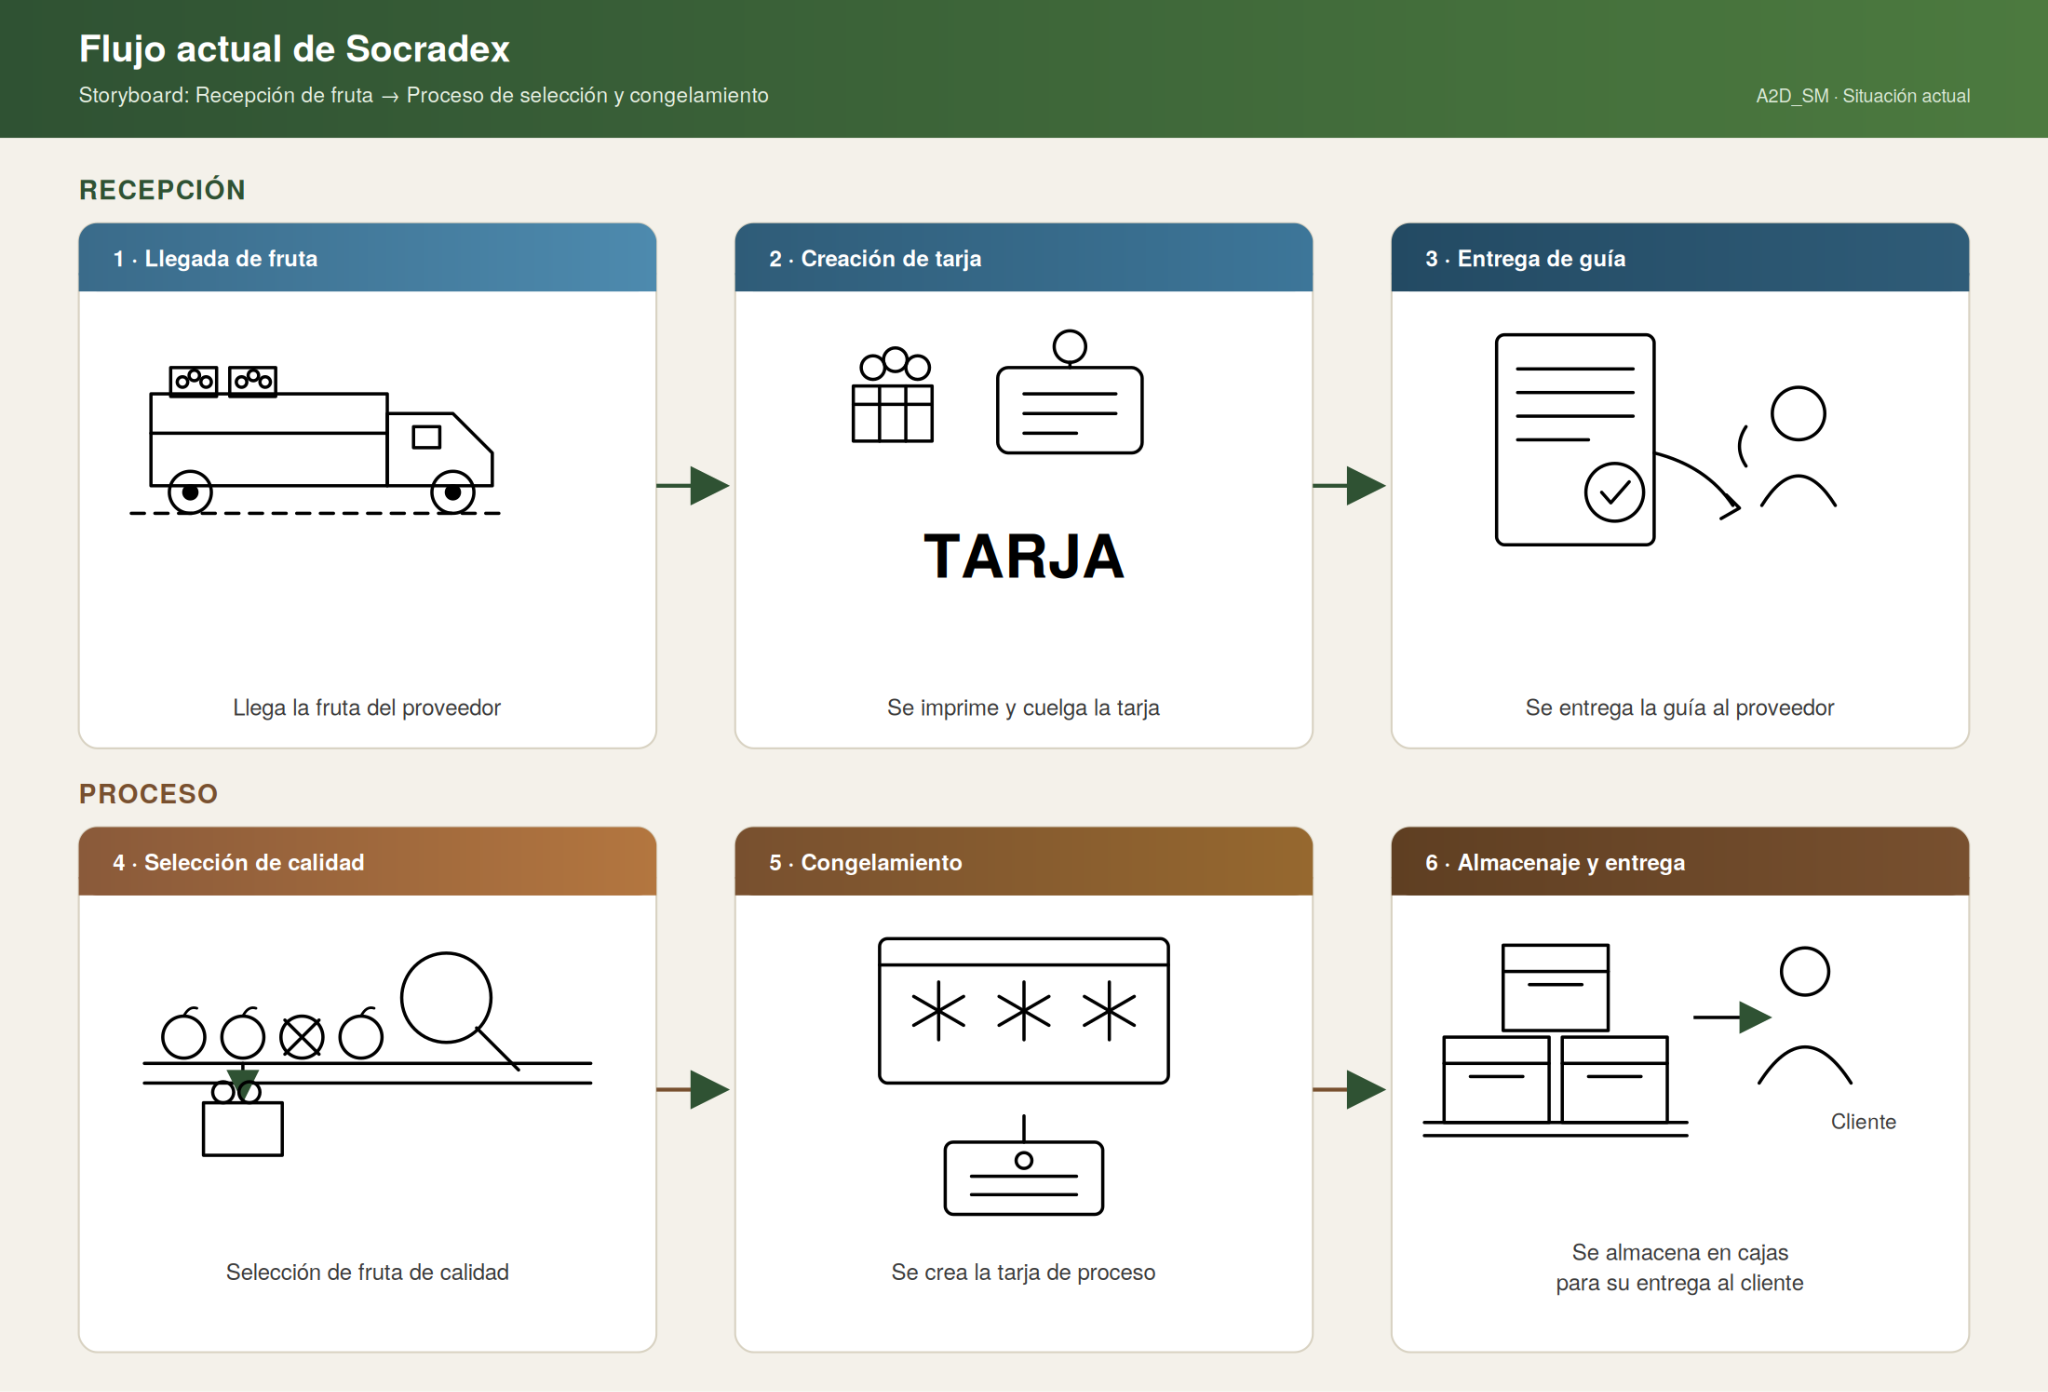 Flujo actual de Socradex
Storyboard: Recepción de fruta → Proceso de selección y congelamiento
A2D_SM · Situación actual
RECEPCIÓN
1 · Llegada de fruta
Llega la fruta del proveedor
2 · Creación de tarja
TARJA
Se imprime y cuelga la tarja
3 · Entrega de guía
Se entrega la guía al proveedor
PROCESO
4 · Selección de calidad
Selección de fruta de calidad
5 · Congelamiento
Se crea la tarja de proceso
6 · Almacenaje y entrega
Cliente
Se almacena en cajas
para su entrega al cliente